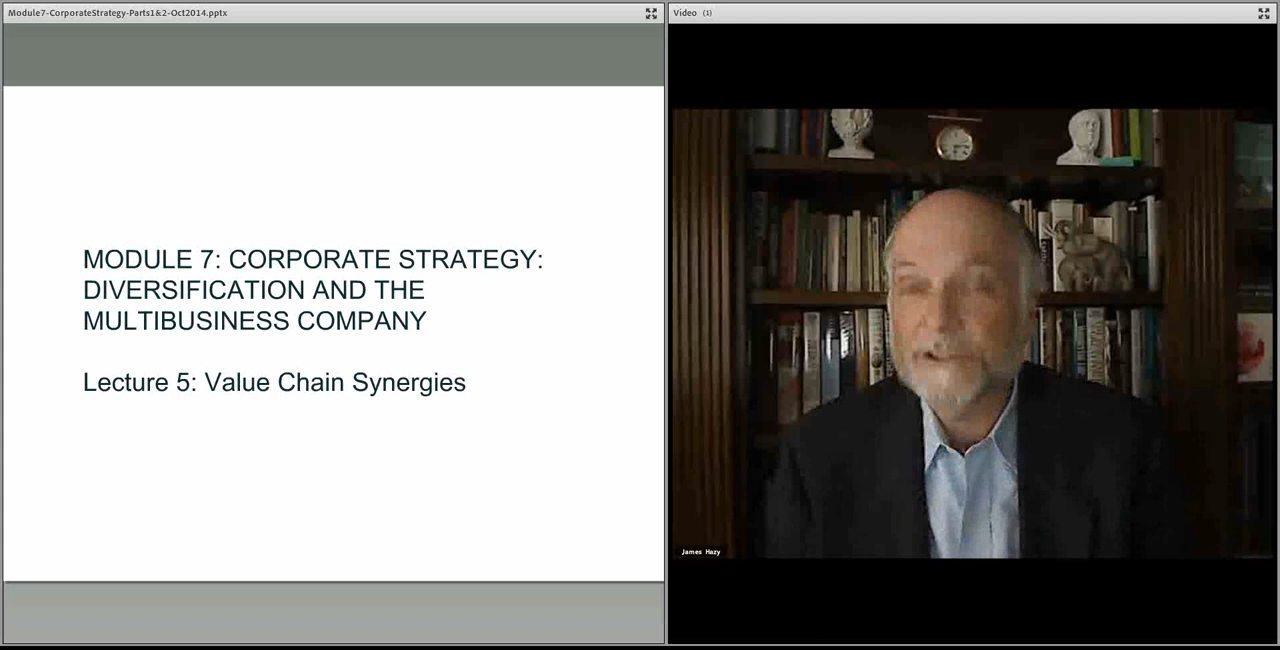 Module7-CorporateStrategy-Parts1&2-Oct2014.pptx
Video (1)
MODULE 7: CORPORATE STRATEGY:
DIVERSIFICATION AND THE
MULTIBUSINESS COMPANY
Lecture 5: Value Chain Synergies
James Hazy